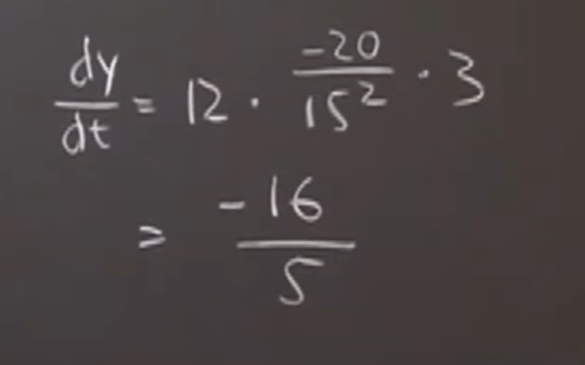 dy/dt = 12 · -20/15² · 3
= -16/5